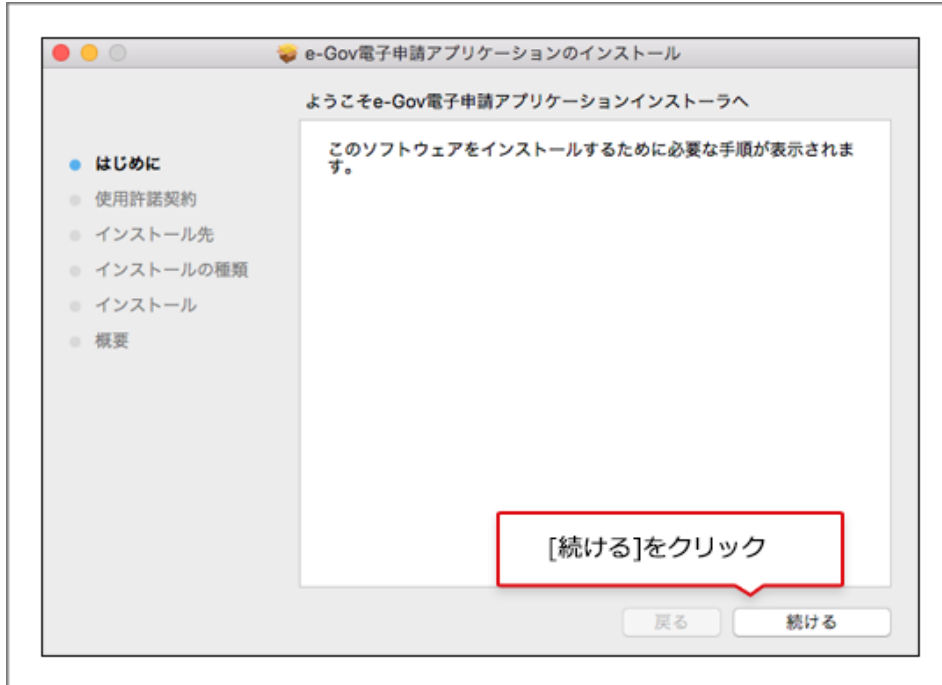 e-Gov電子申請アプリケーションのインストール
ようこそe-Gov電子申請アプリケーションインストーラへ
はじめに
使用許諾契約
インストール先
インストールの種類
インストール
概要
このソフトウェアをインストールするために必要な手順が表示されま
す。
[続ける]をクリック
戻る
続ける